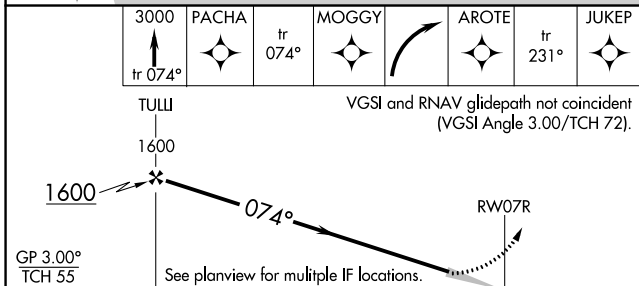 3000
tr 074°
PACHA
tr
074°
MOGGY
AROTE
tr
231°
JUKEP
VGSI and RNAV glidepath not coincident
(VGSI Angle 3.00/TCH 72).
TULLI
1600
1600
074°
RW07R
GP 3.00°
TCH 55
See planview for mulitple IF locations.